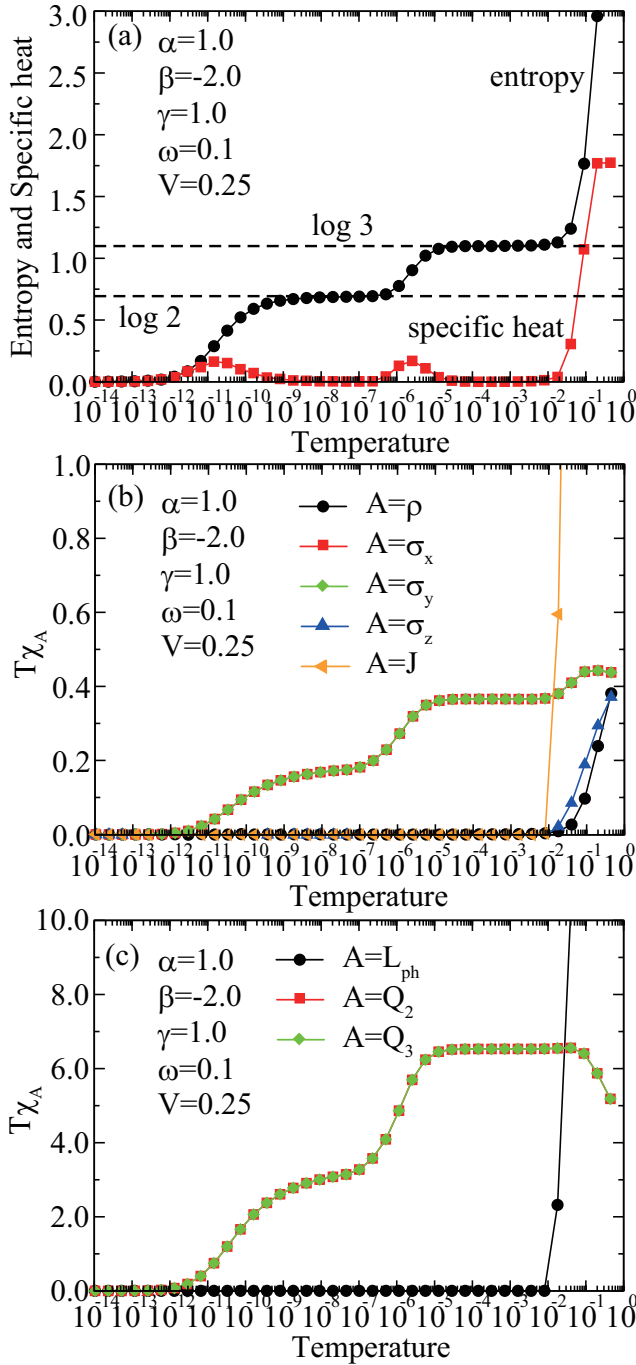 (a)
α=1.0
β=-2.0
γ=1.0
ω=0.1
V=0.25
entropy
log 3
log 2
specific heat
Entropy and Specific heat
3.0
2.5
2.0
1.5
1.0
0.5
0.0
10^-14 10^-13 10^-12 10^-11 10^-10 10^-9 10^-8 10^-7 10^-6 10^-5 10^-4 10^-3 10^-2 10^-1 10^0
Temperature
(b)
α=1.0
β=-2.0
γ=1.0
ω=0.1
V=0.25
A=ρ
A=σ_x
A=σ_y
A=σ_z
A=J
Tχ_A
1.0
0.8
0.6
0.4
0.2
0.0
10^-14 10^-13 10^-12 10^-11 10^-10 10^-9 10^-8 10^-7 10^-6 10^-5 10^-4 10^-3 10^-2 10^-1 10^0
Temperature
(c)
α=1.0
β=-2.0
γ=1.0
ω=0.1
V=0.25
A=L_ph
A=Q_2
A=Q_3
Tχ_A
10.0
8.0
6.0
4.0
2.0
0.0
10^-14 10^-13 10^-12 10^-11 10^-10 10^-9 10^-8 10^-7 10^-6 10^-5 10^-4 10^-3 10^-2 10^-1 10^0
Temperature